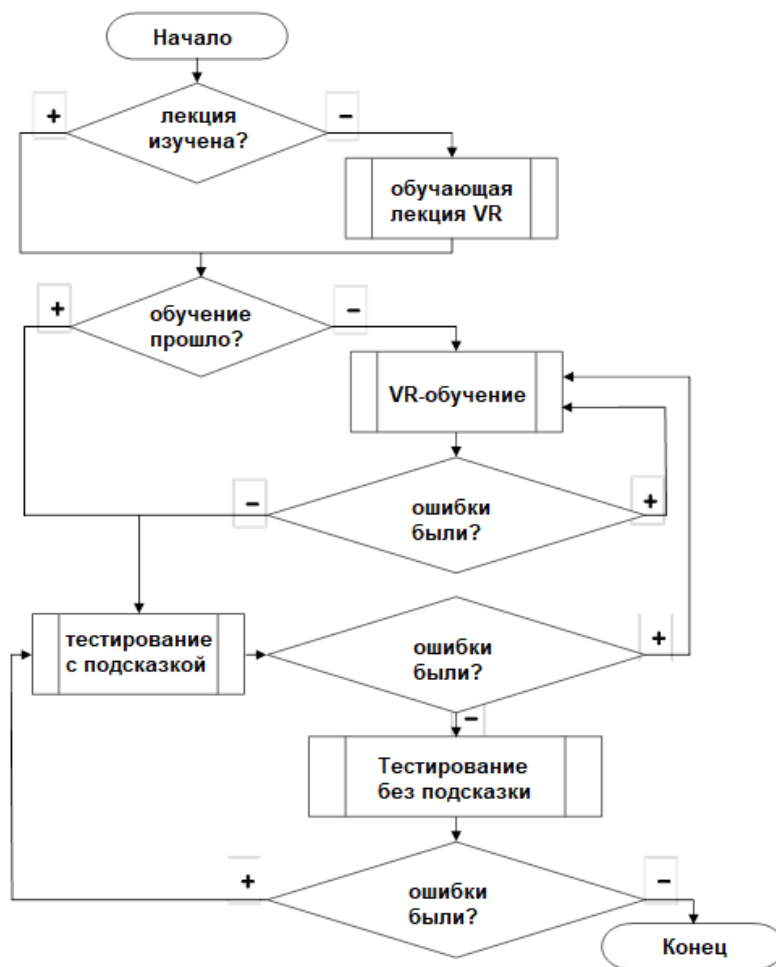 Начало
+
лекция
изучена?
−
обучающая
лекция VR
+
обучение
прошло?
−
VR-обучение
−
ошибки
были?
+
тестирование
с подсказкой
ошибки
были?
+
−
Тестирование
без подсказки
+
ошибки
были?
−
Конец